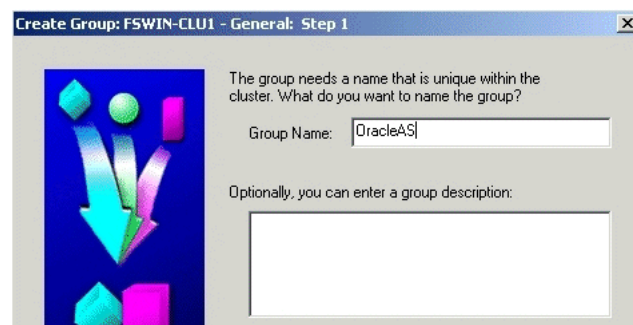 Create Group: FSWIN-CLU1 - General: Step 1
The group needs a name that is unique within the
cluster. What do you want to name the group?
Group Name: OracleAS
Optionally, you can enter a group description: